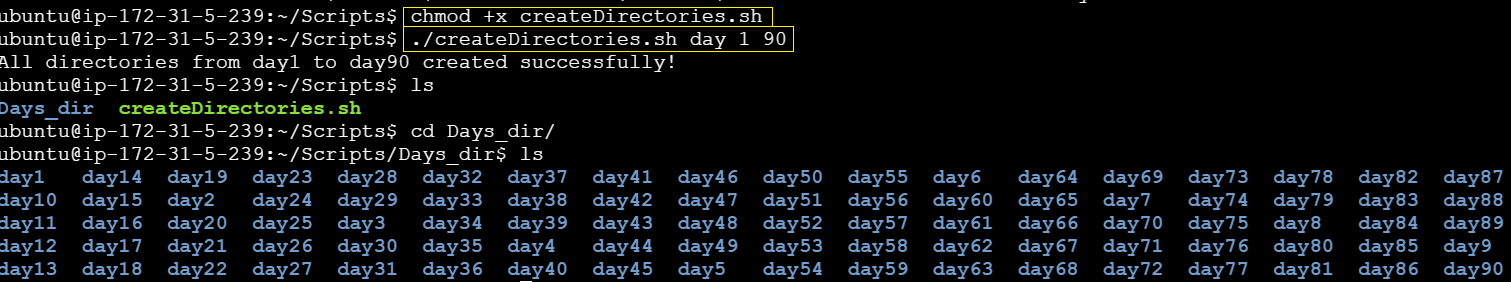 ubuntu@ip-172-31-5-239:~/Scripts$ chmod +x createDirectories.sh
ubuntu@ip-172-31-5-239:~/Scripts$ ./createDirectories.sh day 1 90
All directories from day1 to day90 created successfully!
ubuntu@ip-172-31-5-239:~/Scripts$ ls
Days_dir  createDirectories.sh
ubuntu@ip-172-31-5-239:~/Scripts$ cd Days_dir/
ubuntu@ip-172-31-5-239:~/Scripts/Days_dir$ ls
day1   day14  day19  day23  day28  day32  day37  day41  day46  day50  day55  day6   day64  day69  day73  day78  day82  day87
day10  day15  day2   day24  day29  day33  day38  day42  day47  day51  day56  day60  day65  day7   day74  day79  day83  day88
day11  day16  day20  day25  day3   day34  day39  day43  day48  day52  day57  day61  day66  day70  day75  day8   day84  day89
day12  day17  day21  day26  day30  day35  day4   day44  day49  day53  day58  day62  day67  day71  day76  day80  day85  day9
day13  day18  day22  day27  day31  day36  day40  day45  day5   day54  day59  day63  day68  day72  day77  day81  day86  day90